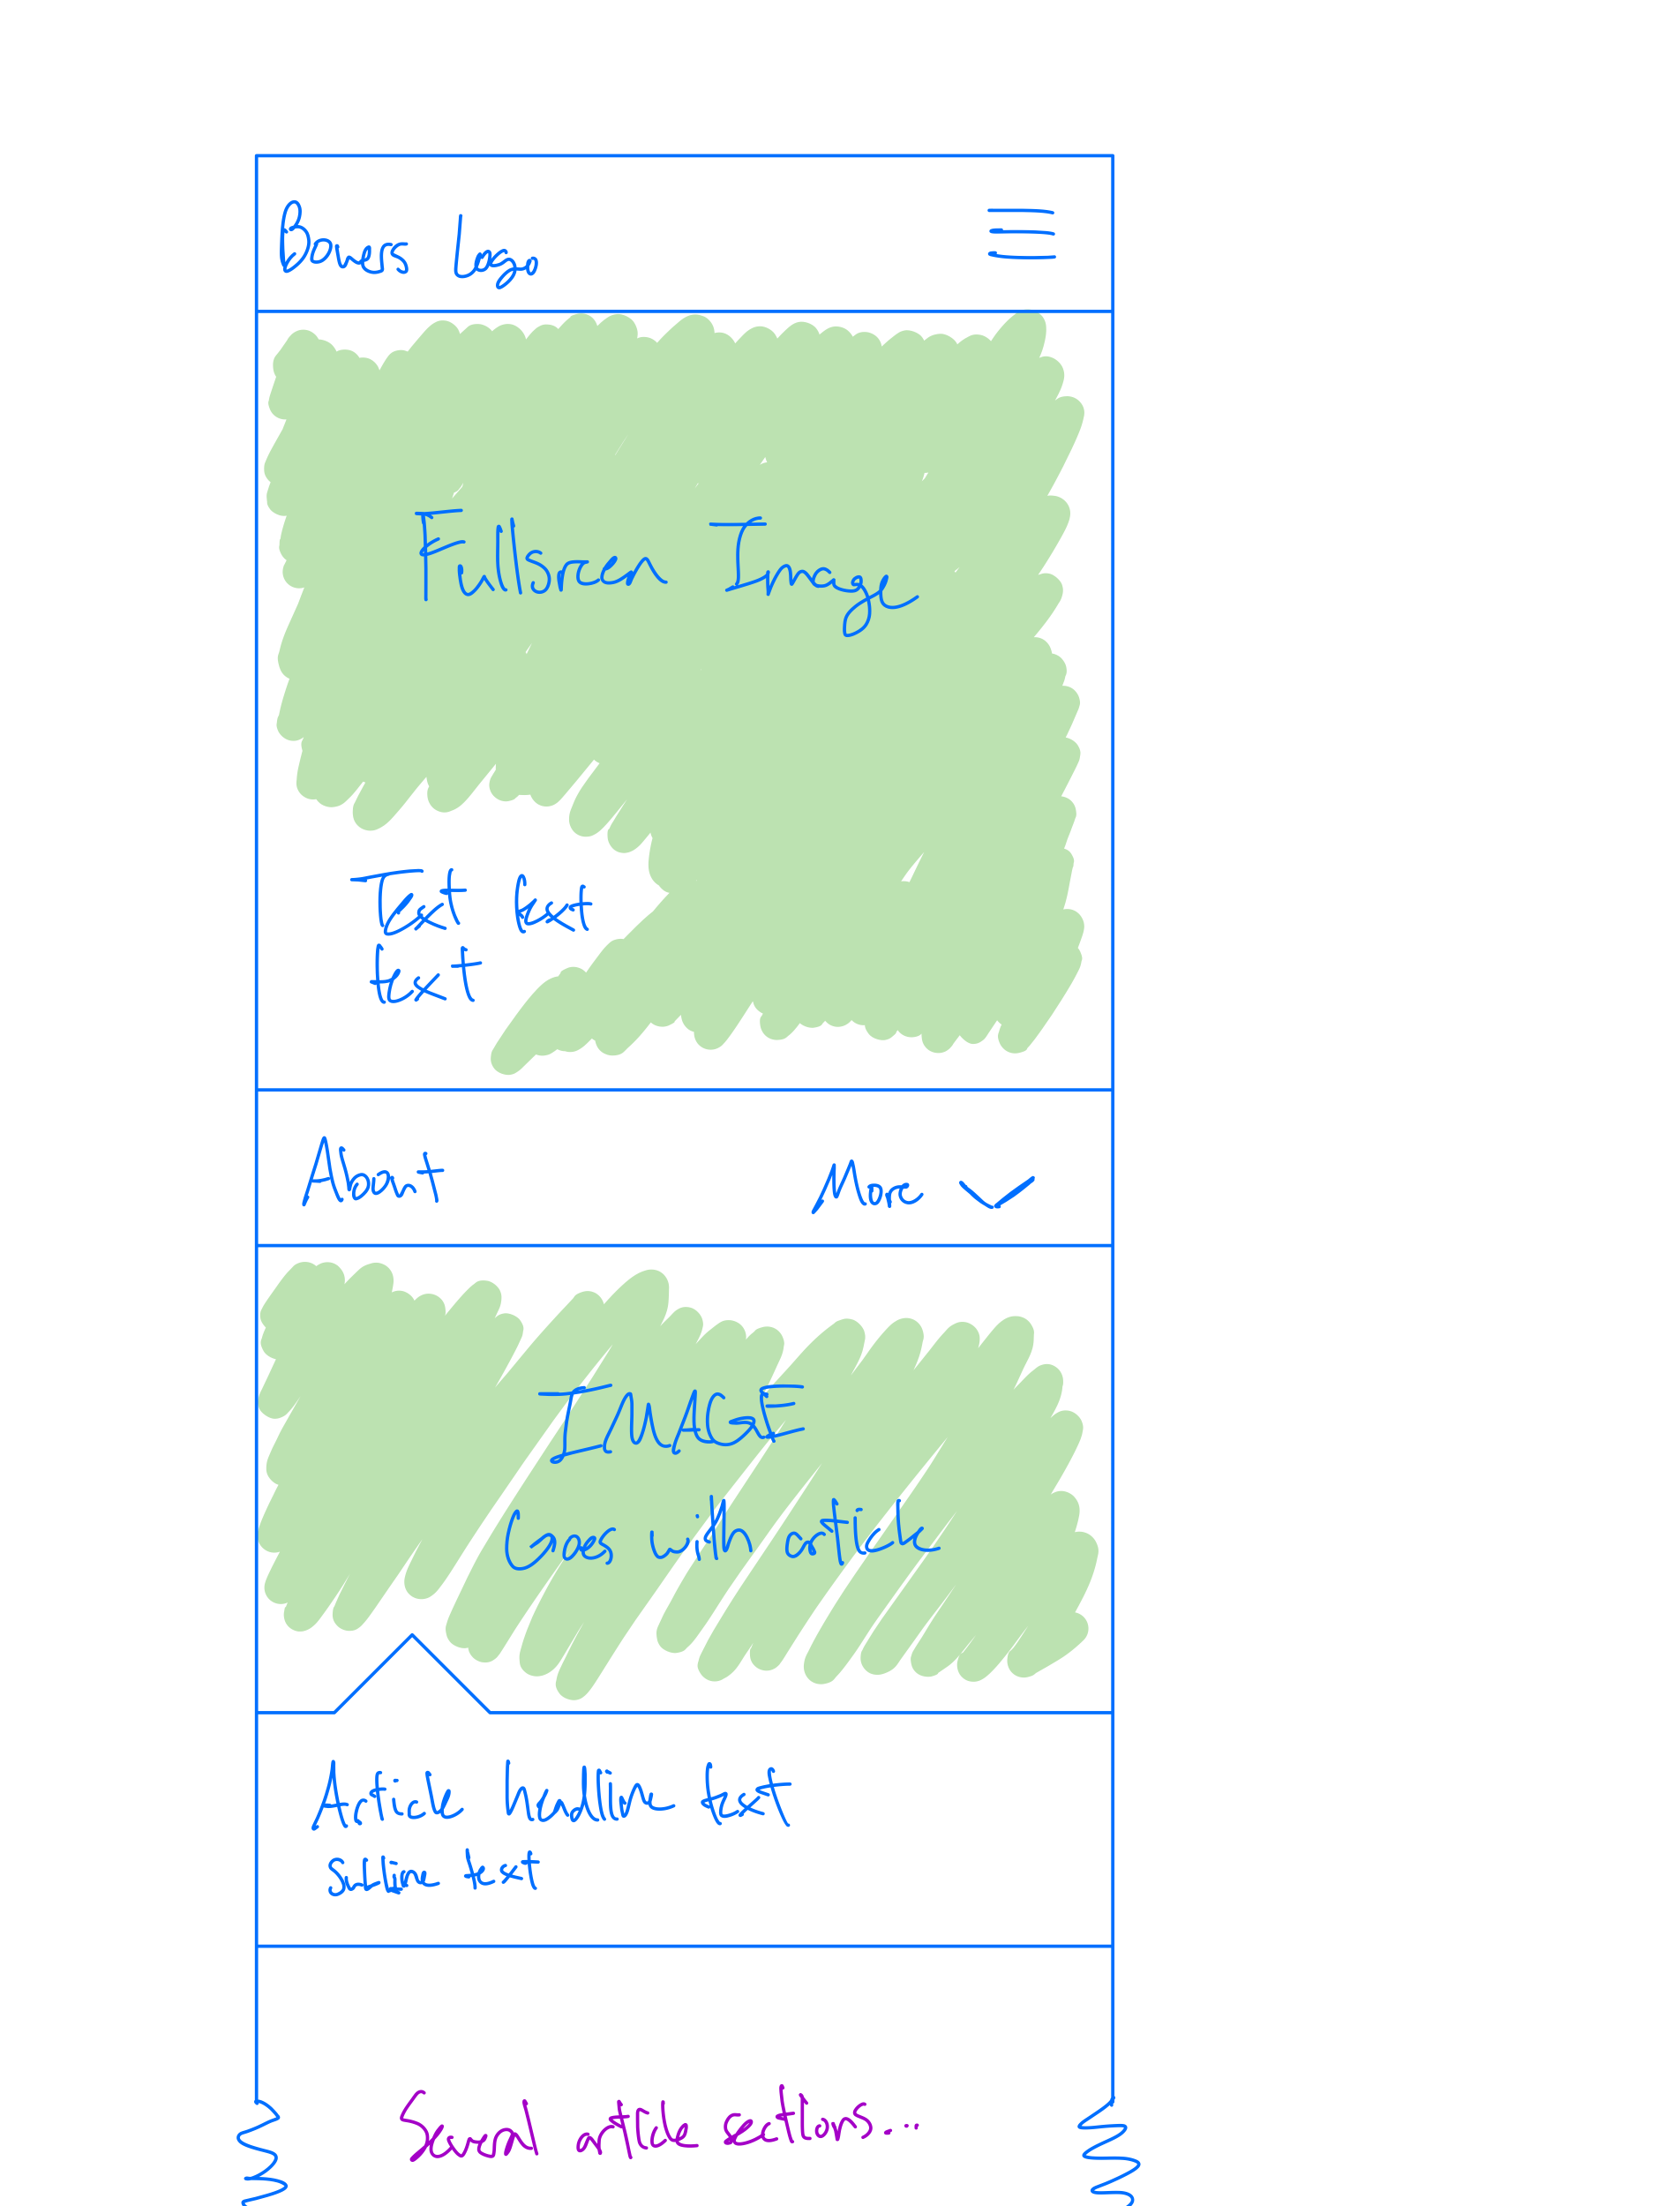 Bowers Logo
Fullscreen Image
Text text
text
About
More
IMAGE
Goes with article
Article headline text
Subline text
Several article sections...